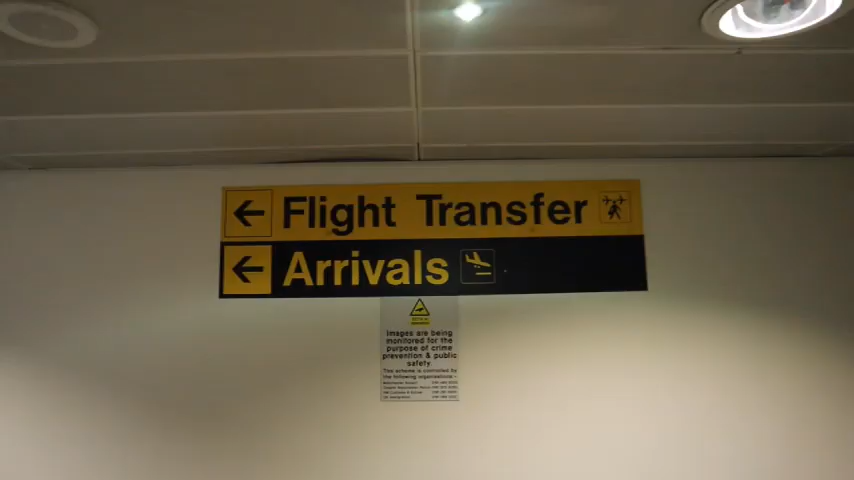 Flight Transfer
Arrivals
Images are being
monitored for the
purpose of crime
prevention & public
safety.
This scheme is controlled by
the following organisations -